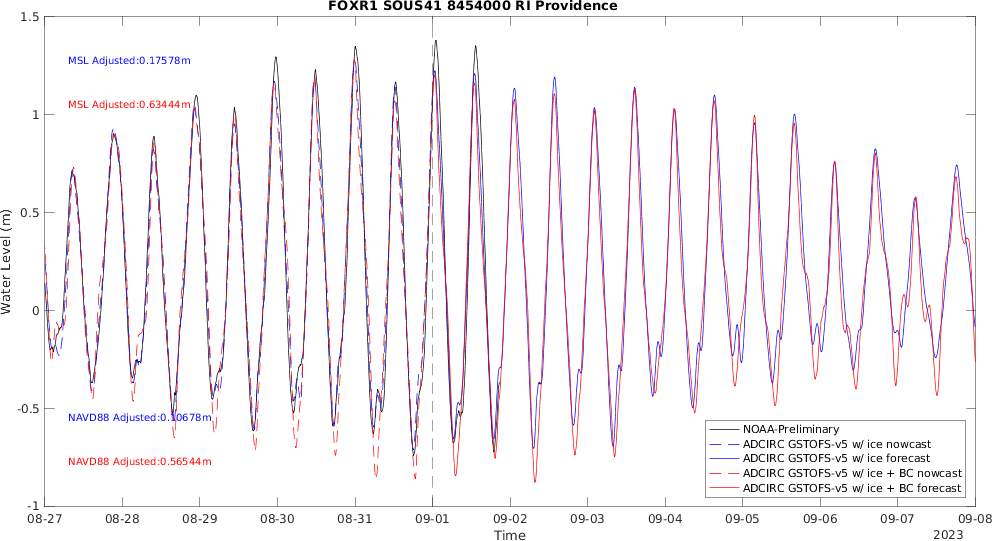 FOXR1 SOUS41 8454000 RI Providence
1.5
1
0.5
0
-0.5
-1
Water Level (m)
MSL Adjusted:0.17578m
MSL Adjusted:0.63444m
NAVD88 Adjusted:0.10678m
NAVD88 Adjusted:0.56544m
NOAA-Preliminary
ADCIRC GSTOFS-v5 w/ ice nowcast
ADCIRC GSTOFS-v5 w/ ice forecast
ADCIRC GSTOFS-v5 w/ ice + BC nowcast
ADCIRC GSTOFS-v5 w/ ice + BC forecast
08-27 08-28 08-29 08-30 08-31 09-01 09-02 09-03 09-04 09-05 09-06 09-07 09-08
Time
2023